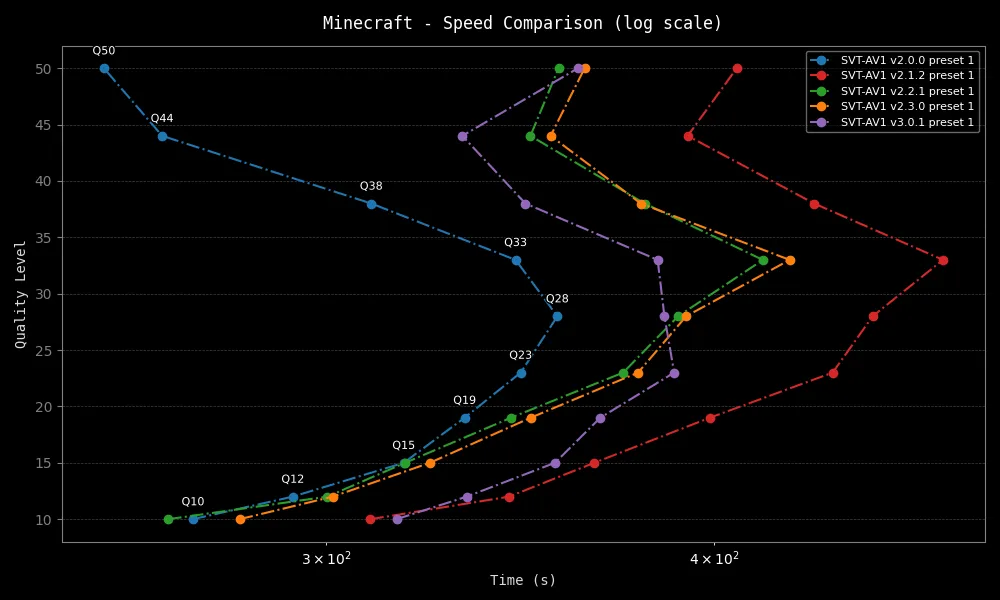 Minecraft - Speed Comparison (log scale)
SVT-AV1 v2.0.0 preset 1
SVT-AV1 v2.1.2 preset 1
SVT-AV1 v2.2.1 preset 1
SVT-AV1 v2.3.0 preset 1
SVT-AV1 v3.0.1 preset 1
Q50
Q44
Q38
Q33
Q28
Q23
Q19
Q15
Q12
Q10
Quality Level
50
45
40
35
30
25
20
15
10
3 × 10²
4 × 10²
Time (s)